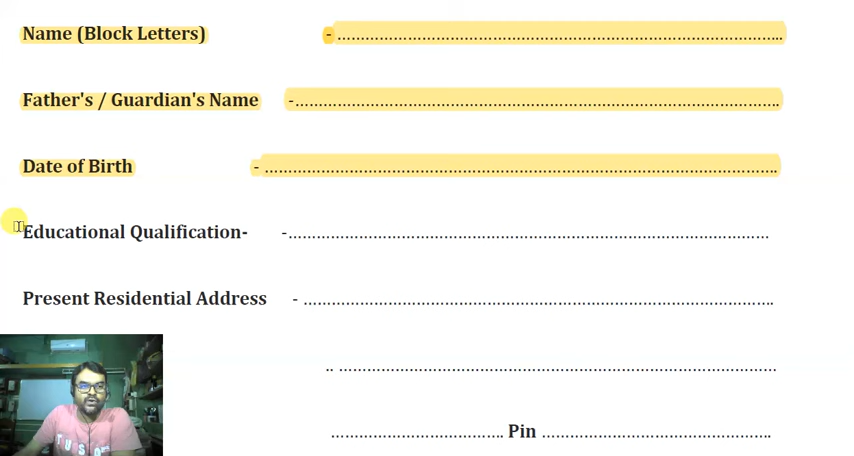 Name (Block Letters) - ………………………………………………………………………………..
Father's / Guardian's Name -……………………………………………………………………………………..
Date of Birth - …………………………………………………………………………………………..
Educational Qualification- -………………………………………………………………………………………
Present Residential Address - …………………………………………………………………………………….
.. ………………………………………………………………………………
…………………………….. Pin ……………………………………….